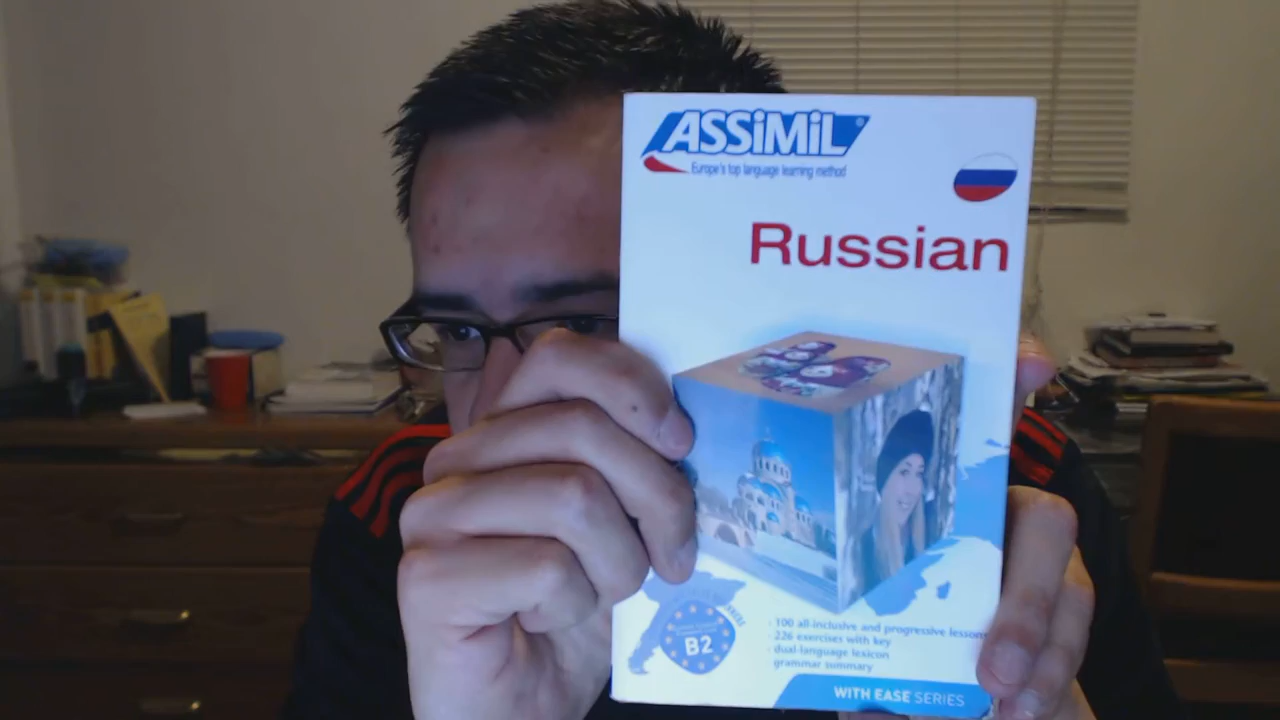 ASSiMiL
Europe's top language learning method
Russian
100 all-inclusive and progressive lessons
226 exercises with key
dual-language lexicon
grammar summary
B2
WITH EASE SERIES